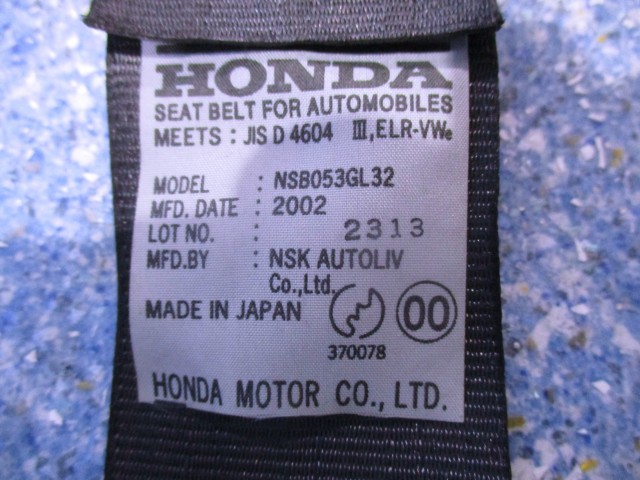 HONDA
SEAT BELT FOR AUTOMOBILES
MEETS : JIS D 4604 III, ELR-VWe
MODEL : NSB053GL32
MFD. DATE : 2002
LOT NO. : 2313
MFD.BY : NSK AUTOLIV
Co.,Ltd.
MADE IN JAPAN 00
370078
HONDA MOTOR CO., LTD.